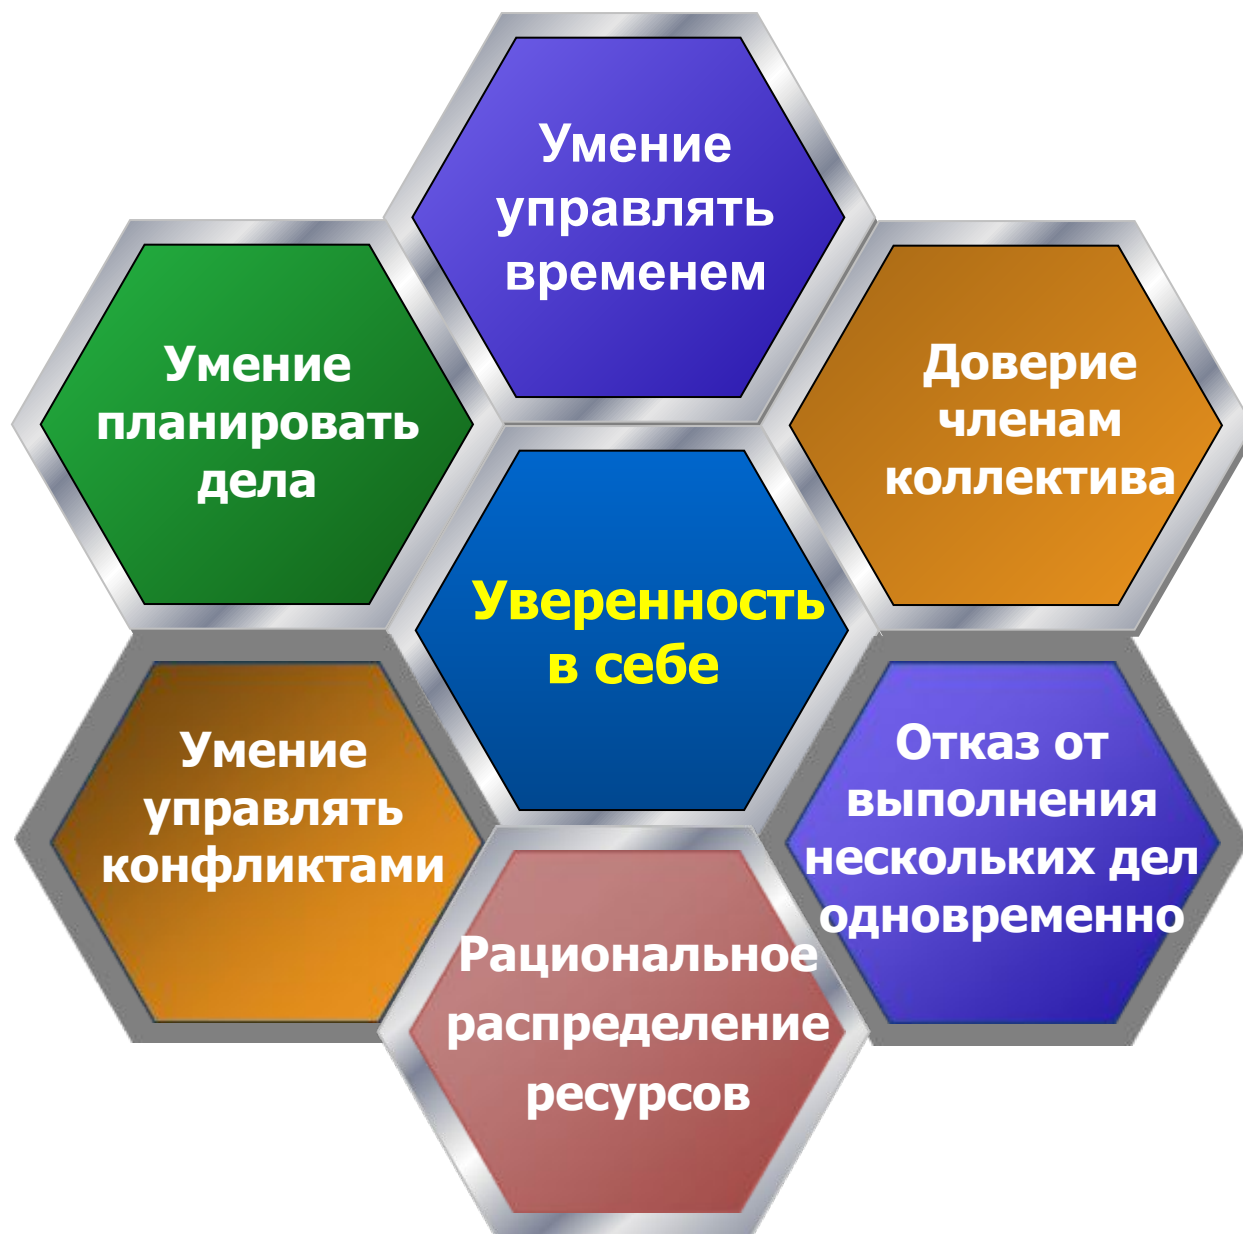 Умение
управлять
временем
Умение
планировать
дела
Доверие
членам
коллектива
Уверенность
в себе
Умение
управлять
конфликтами
Отказ от
выполнения
нескольких дел
одновременно
Рациональное
распределение
ресурсов